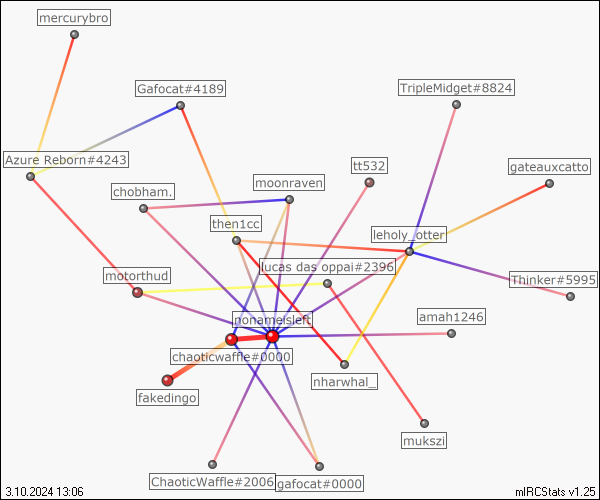 mercurybro
Gafocat#4189
TripleMidget#8824
Azure Reborn#4243
tt532
gateauxcatto
chobham.
moonraven
then1cc
leholy_otter
motorthud
lucas das oppai#2396
Thinker#5995
nonameisleft
amah1246
chaoticwaffle#0000
nharwhal_
fakedingo
mukszi
ChaoticWaffle#2006
gafocat#0000
3.10.2024 13:06
mIRCStats v1.25